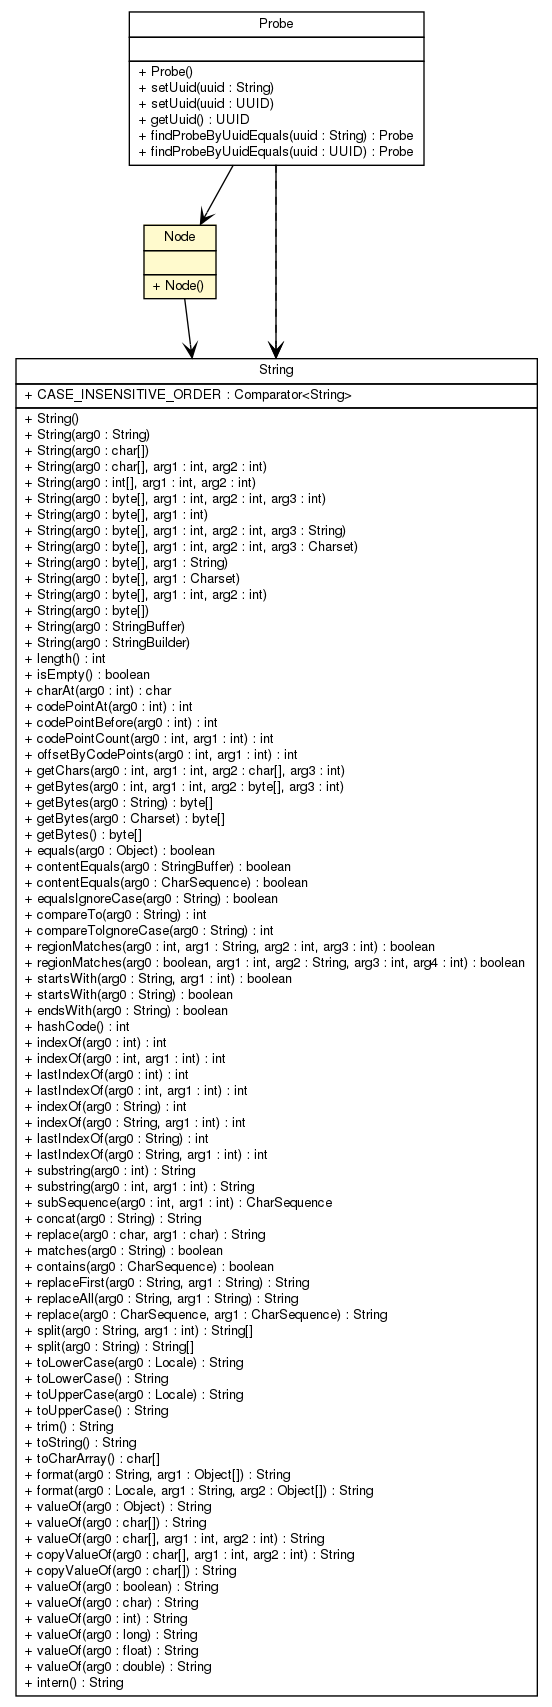 Probe
+ Probe()
+ setUuid(uuid : String)
+ setUuid(uuid : UUID)
+ getUuid() : UUID
+ findProbeByUuidEquals(uuid : String) : Probe
+ findProbeByUuidEquals(uuid : UUID) : Probe
Node
+ Node()
String
+ CASE_INSENSITIVE_ORDER : Comparator<String>
+ String()
+ String(arg0 : String)
+ String(arg0 : char[])
+ String(arg0 : char[], arg1 : int, arg2 : int)
+ String(arg0 : int[], arg1 : int, arg2 : int)
+ String(arg0 : byte[], arg1 : int, arg2 : int, arg3 : int)
+ String(arg0 : byte[], arg1 : int)
+ String(arg0 : byte[], arg1 : int, arg2 : int, arg3 : String)
+ String(arg0 : byte[], arg1 : int, arg2 : int, arg3 : Charset)
+ String(arg0 : byte[], arg1 : String)
+ String(arg0 : byte[], arg1 : Charset)
+ String(arg0 : byte[], arg1 : int, arg2 : int)
+ String(arg0 : byte[])
+ String(arg0 : StringBuffer)
+ String(arg0 : StringBuilder)
+ length() : int
+ isEmpty() : boolean
+ charAt(arg0 : int) : char
+ codePointAt(arg0 : int) : int
+ codePointBefore(arg0 : int) : int
+ codePointCount(arg0 : int, arg1 : int) : int
+ offsetByCodePoints(arg0 : int, arg1 : int) : int
+ getChars(arg0 : int, arg1 : int, arg2 : char[], arg3 : int)
+ getBytes(arg0 : int, arg1 : int, arg2 : byte[], arg3 : int)
+ getBytes(arg0 : String) : byte[]
+ getBytes(arg0 : Charset) : byte[]
+ getBytes() : byte[]
+ equals(arg0 : Object) : boolean
+ contentEquals(arg0 : StringBuffer) : boolean
+ contentEquals(arg0 : CharSequence) : boolean
+ equalsIgnoreCase(arg0 : String) : boolean
+ compareTo(arg0 : String) : int
+ compareToIgnoreCase(arg0 : String) : int
+ regionMatches(arg0 : int, arg1 : String, arg2 : int, arg3 : int) : boolean
+ regionMatches(arg0 : boolean, arg1 : int, arg2 : String, arg3 : int, arg4 : int) : boolean
+ startsWith(arg0 : String, arg1 : int) : boolean
+ startsWith(arg0 : String) : boolean
+ endsWith(arg0 : String) : boolean
+ hashCode() : int
+ indexOf(arg0 : int) : int
+ indexOf(arg0 : int, arg1 : int) : int
+ lastIndexOf(arg0 : int) : int
+ lastIndexOf(arg0 : int, arg1 : int) : int
+ indexOf(arg0 : String) : int
+ indexOf(arg0 : String, arg1 : int) : int
+ lastIndexOf(arg0 : String) : int
+ lastIndexOf(arg0 : String, arg1 : int) : int
+ substring(arg0 : int) : String
+ substring(arg0 : int, arg1 : int) : String
+ subSequence(arg0 : int, arg1 : int) : CharSequence
+ concat(arg0 : String) : String
+ replace(arg0 : char, arg1 : char) : String
+ matches(arg0 : String) : boolean
+ contains(arg0 : CharSequence) : boolean
+ replaceFirst(arg0 : String, arg1 : String) : String
+ replaceAll(arg0 : String, arg1 : String) : String
+ replace(arg0 : CharSequence, arg1 : CharSequence) : String
+ split(arg0 : String, arg1 : int) : String[]
+ split(arg0 : String) : String[]
+ toLowerCase(arg0 : Locale) : String
+ toLowerCase() : String
+ toUpperCase(arg0 : Locale) : String
+ toUpperCase() : String
+ trim() : String
+ toString() : String
+ toCharArray() : char[]
+ format(arg0 : String, arg1 : Object[]) : String
+ format(arg0 : Locale, arg1 : String, arg2 : Object[]) : String
+ valueOf(arg0 : Object) : String
+ valueOf(arg0 : char[]) : String
+ valueOf(arg0 : char[], arg1 : int, arg2 : int) : String
+ copyValueOf(arg0 : char[], arg1 : int, arg2 : int) : String
+ copyValueOf(arg0 : char[]) : String
+ valueOf(arg0 : boolean) : String
+ valueOf(arg0 : char) : String
+ valueOf(arg0 : int) : String
+ valueOf(arg0 : long) : String
+ valueOf(arg0 : float) : String
+ valueOf(arg0 : double) : String
+ intern() : String